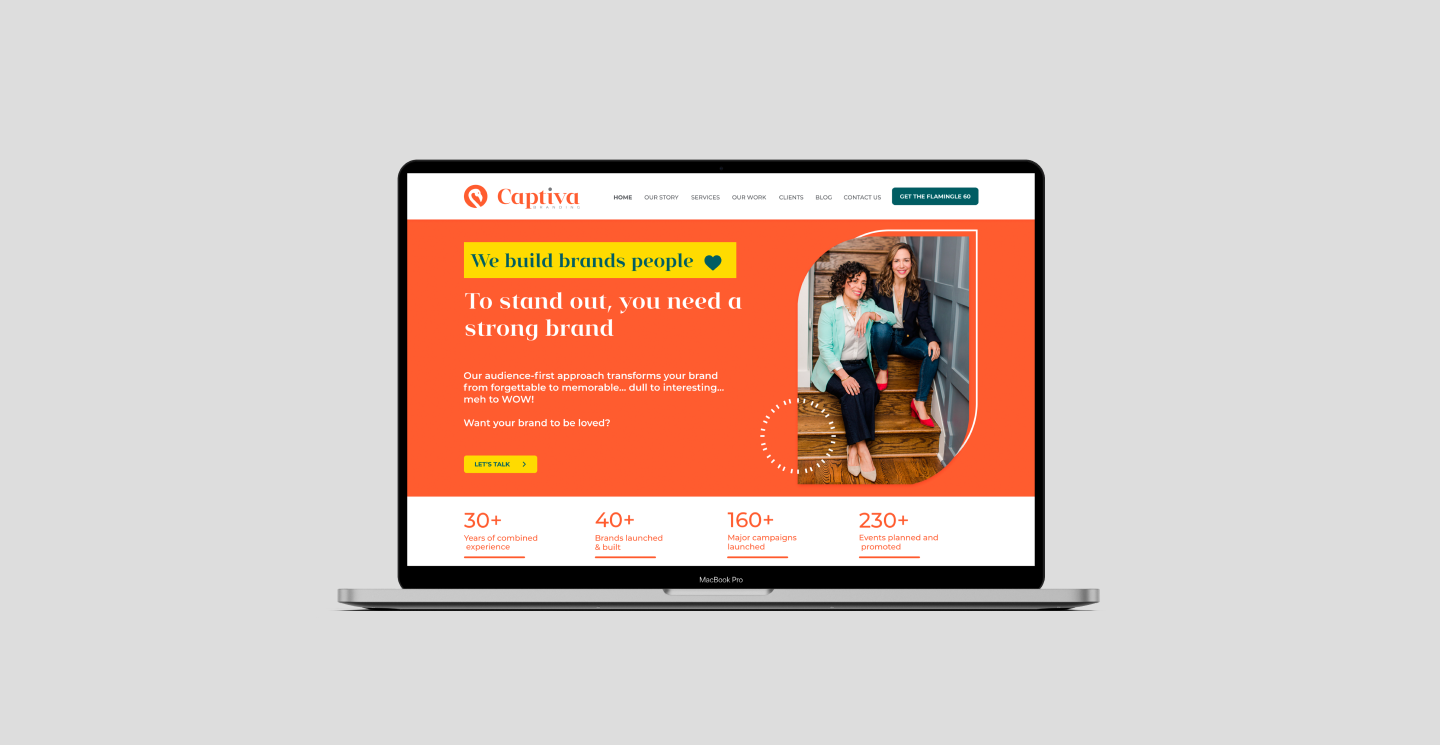 Captiva
BRANDING
HOME
OUR STORY
SERVICES
OUR WORK
CLIENTS
BLOG
CONTACT US
GET THE FLAMINGLE 60
We build brands people
To stand out, you need a
strong brand
Our audience-first approach transforms your brand
from forgettable to memorable... dull to interesting...
meh to WOW!
Want your brand to be loved?
LET'S TALK
30+
Years of combined
experience
40+
Brands launched
& built
160+
Major campaigns
launched
230+
Events planned and
promoted
MacBook Pro